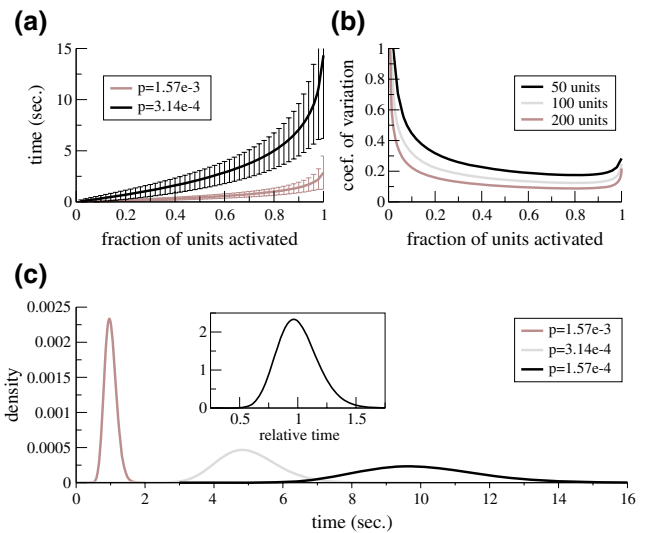 (a)
15
10
5
0
time (sec.)
p=1.57e-3
p=3.14e-4
0.2 0.4 0.6 0.8 1
fraction of units activated
(b)
1
0.8
0.6
0.4
0.2
0
coef. of variation
50 units
100 units
200 units
0 0.2 0.4 0.6 0.8 1
fraction of units activated
(c)
0.0025
0.002
0.0015
0.001
0.0005
0
density
2
1
0
0.5 1 1.5
relative time
p=1.57e-3
p=3.14e-4
p=1.57e-4
0 2 4 6 8 10 12 14 16
time (sec.)